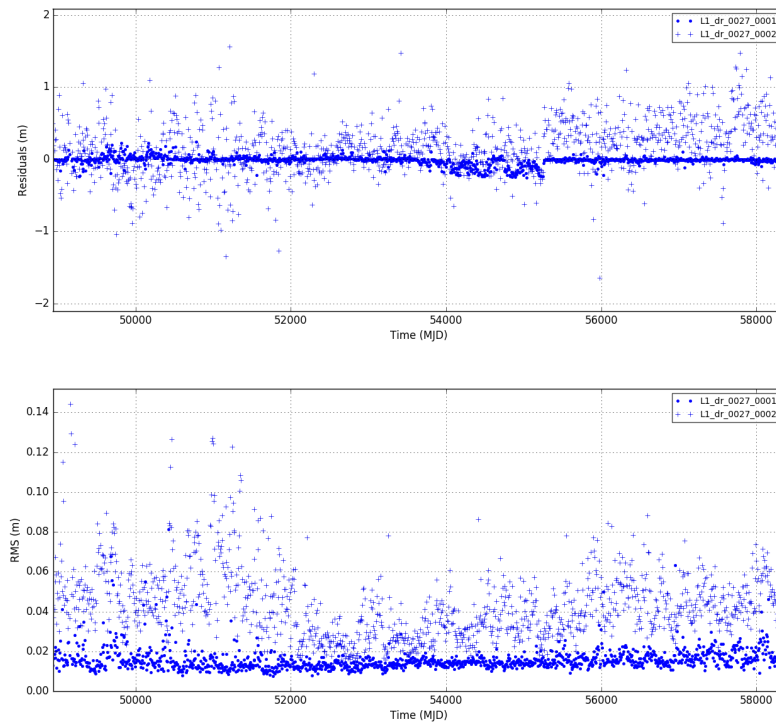 2
1
0
−1
−2
Residuals (m)
50000 52000 54000 56000 58000
Time (MJD)
L1_dr_0027_0001
L1_dr_0027_0002
0.14
0.12
0.10
0.08
0.06
0.04
0.02
0.00
RMS (m)
50000 52000 54000 56000 58000
Time (MJD)
L1_dr_0027_0001
L1_dr_0027_0002